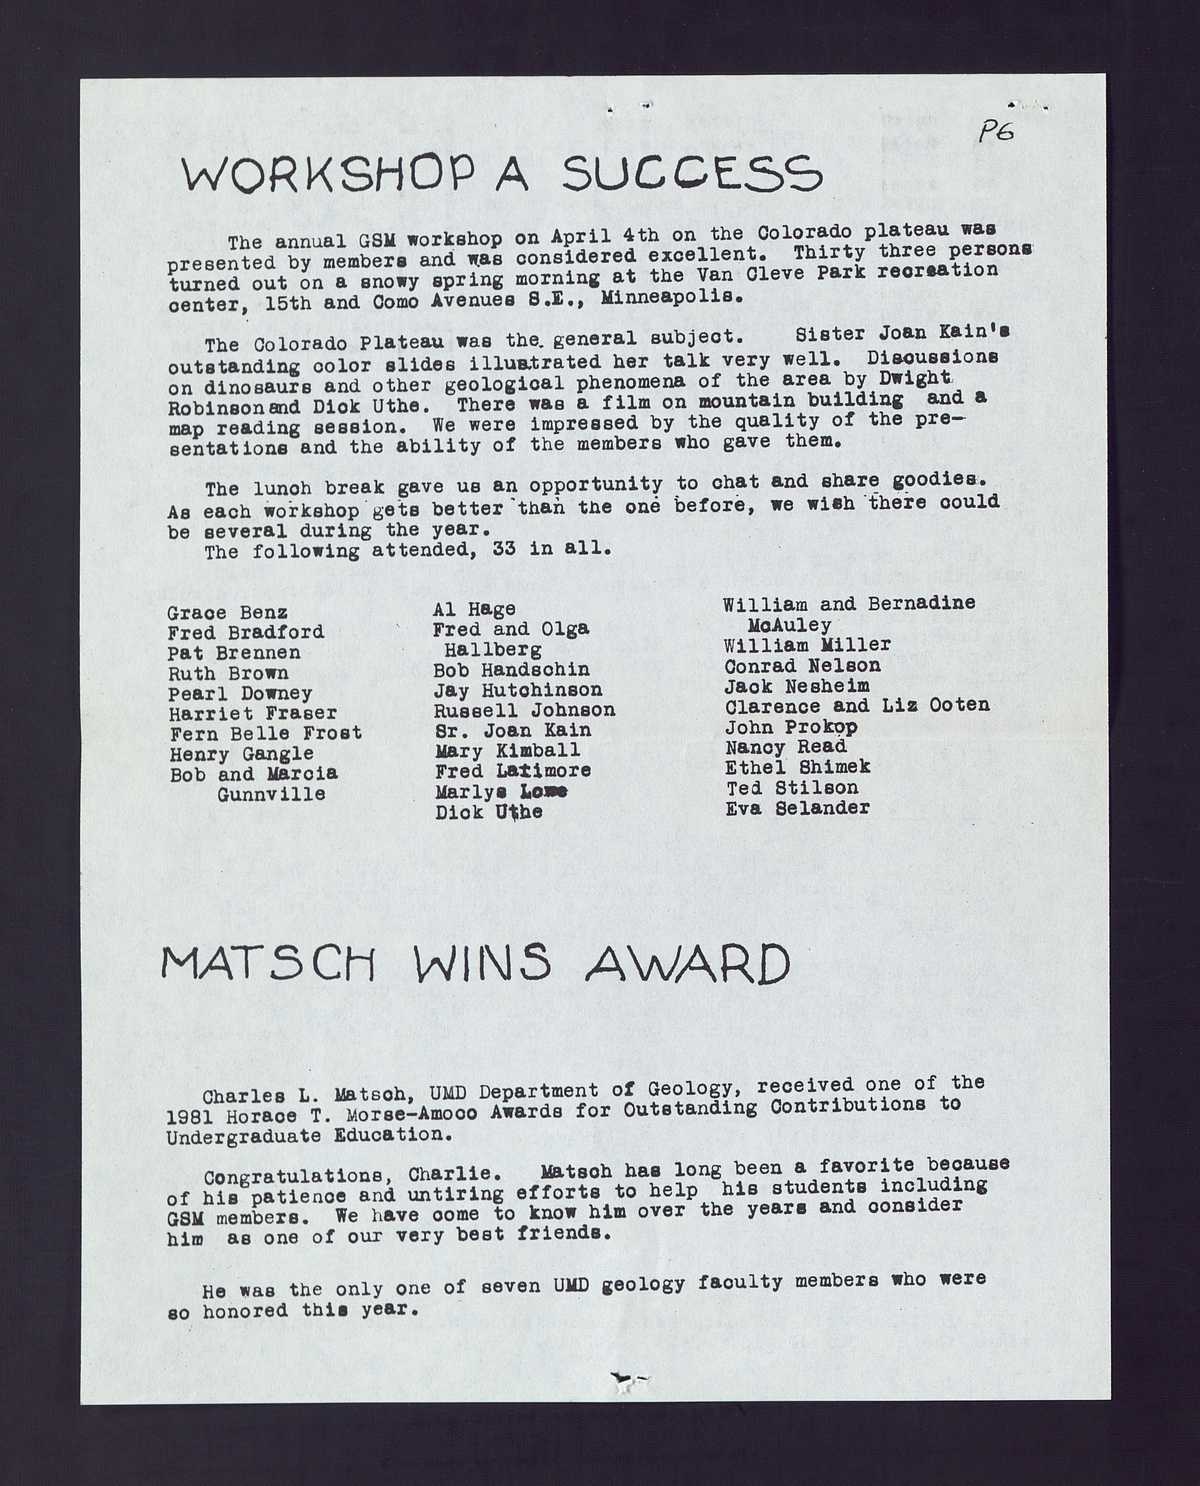 P6
WORKSHOP A SUCCESS
The annual GSM workshop on April 4th on the Colorado plateau was
presented by members and was considered excellent. Thirty three persons
turned out on a snowy spring morning at the Van Cleve Park recreation
center, 15th and Como Avenues S.E., Minneapolis.
The Colorado Plateau was the. general subject. Sister Joan Kain's
outstanding color slides illustrated her talk very well. Discussions
on dinosaurs and other geological phenomena of the area by Dwight
Robinson and Dick Uthe. There was a film on mountain building and a
map reading session. We were impressed by the quality of the pre-
sentations and the ability of the members who gave them.
The lunch break gave us an opportunity to chat and share goodies.
As each workshop gets better than the one before, we wish there could
be several during the year.
The following attended, 33 in all.
Grace Benz
Fred Bradford
Pat Brennen
Ruth Brown
Pearl Downey
Harriet Fraser
Fern Belle Frost
Henry Gangle
Bob and Marcia
Gunnville
Al Hage
Fred and Olga
Hallberg
Bob Handschin
Jay Hutchinson
Russell Johnson
Sr. Joan Kain
Mary Kimball
Fred Latimore
Marlys Lowe
Dick Uthe
William and Bernadine
McAuley
William Miller
Conrad Nelson
Jack Nesheim
Clarence and Liz Ooten
John Prokop
Nancy Read
Ethel Shimek
Ted Stilson
Eva Selander
MATSCH WINS AWARD
Charles L. Matsch, UMD Department of Geology, received one of the
1981 Horace T. Morse-Amoco Awards for Outstanding Contributions to
Undergraduate Education.
Congratulations, Charlie. Matsch has long been a favorite because
of his patience and untiring efforts to help his students including
GSM members. We have come to know him over the years and consider
him as one of our very best friends.
He was the only one of seven UMD geology faculty members who were
so honored this year.